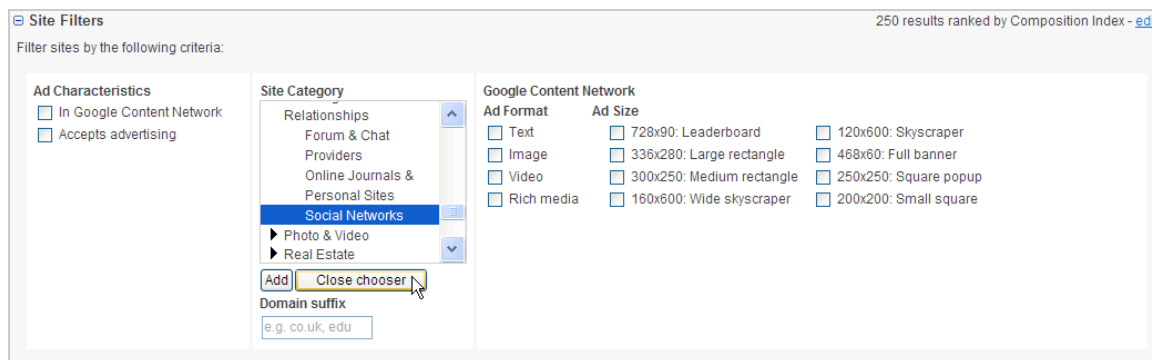 Site Filters
250 results ranked by Composition Index -
Filter sites by the following criteria:
Ad Characteristics
In Google Content Network
Accepts advertising
Site Category
Relationships
Forum & Chat
Providers
Online Journals &
Personal Sites
Social Networks
Photo & Video
Real Estate
Add
Close chooser
Domain suffix
e.g. co.uk, edu
Google Content Network
Ad Format
Text
Image
Video
Rich media
Ad Size
728x90: Leaderboard
336x280: Large rectangle
300x250: Medium rectangle
160x600: Wide skyscraper
120x600: Skyscraper
468x60: Full banner
250x250: Square popup
200x200: Small square